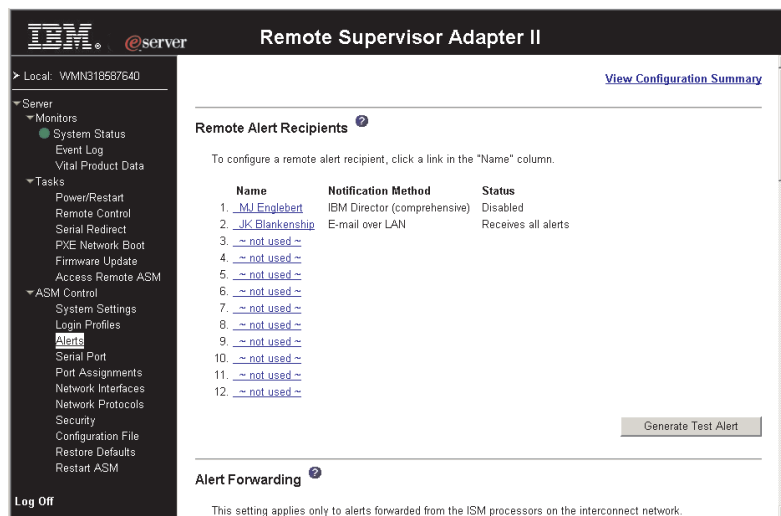 IBM. eserver Remote Supervisor Adapter II
Local: WMN318587640
Server
Monitors
System Status
Event Log
Vital Product Data
Tasks
Power/Restart
Remote Control
Serial Redirect
PXE Network Boot
Firmware Update
Access Remote ASM
ASM Control
System Settings
Login Profiles
Alerts
Serial Port
Port Assignments
Network Interfaces
Network Protocols
Security
Configuration File
Restore Defaults
Restart ASM
Log Off
View Configuration Summary
Remote Alert Recipients ?
To configure a remote alert recipient, click a link in the "Name" column.
Name Notification Method Status
1. MJ Englebert IBM Director (comprehensive) Disabled
2. JK Blankenship E-mail over LAN Receives all alerts
3. ~ not used ~
4. ~ not used ~
5. ~ not used ~
6. ~ not used ~
7. ~ not used ~
8. ~ not used ~
9. ~ not used ~
10. ~ not used ~
11. ~ not used ~
12. ~ not used ~
Generate Test Alert
Alert Forwarding ?
This setting applies only to alerts forwarded from the ISM processors on the interconnect network.